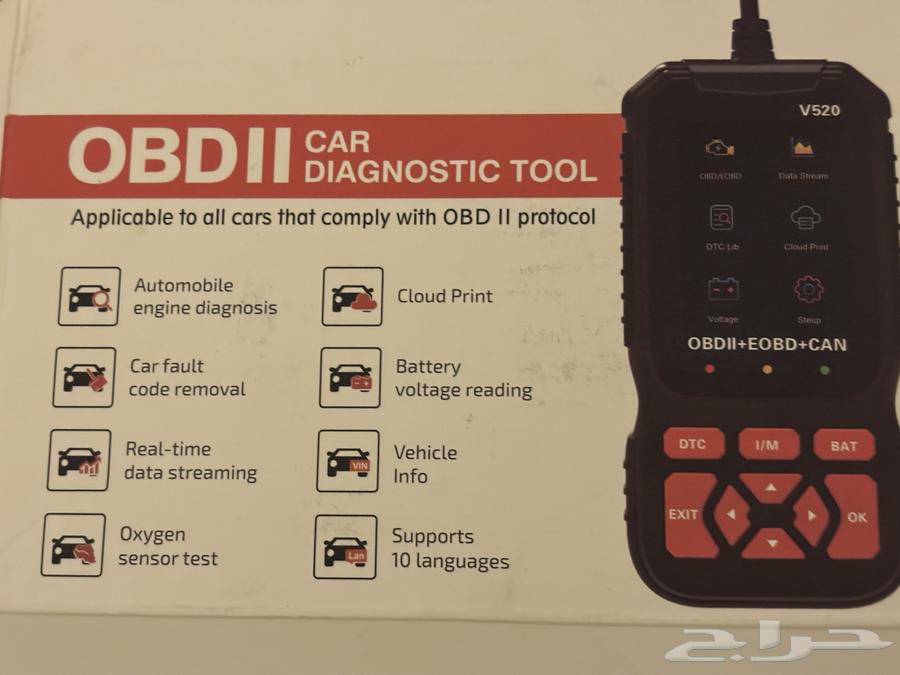 OBDII CAR
DIAGNOSTIC TOOL
Applicable to all cars that comply with OBD II protocol
Automobile
engine diagnosis
Cloud Print
Car fault
code removal
Battery
voltage reading
Real-time
data streaming
VIN
Vehicle
Info
Oxygen
sensor test
Lan
Supports
10 languages
V520
OBD/EOBD
Data Stream
DTC Lib
Cloud Print
Voltage
Steup
OBDII+EOBD+CAN
DTC
I/M
BAT
EXIT
OK
حراج